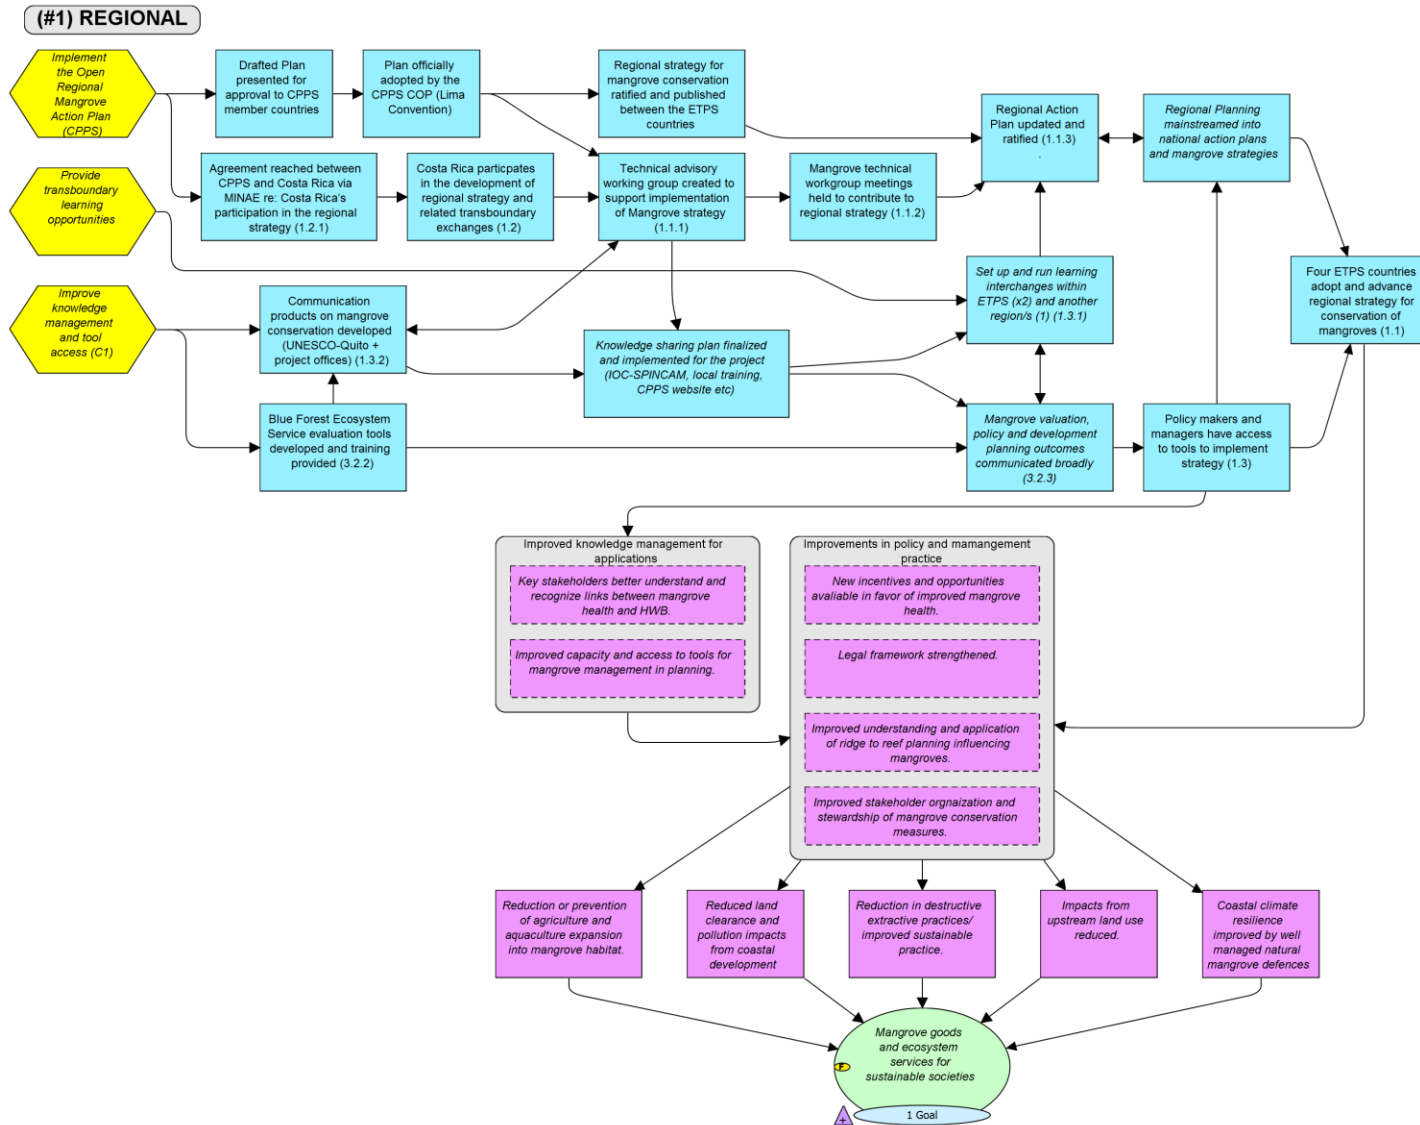 (#1) REGIONAL
Implement
the Open
Regional
Mangrove
Action Plan
(CPPS)
Drafted Plan
presented for
approval to CPPS
member countries
Plan officially
adopted by the
CPPS COP (Lima
Convention)
Regional strategy for
mangrove conservation
ratified and published
between the ETPS
countries
Regional Action
Plan updated and
ratified (1.1.3)
.
Regional Planning
mainstreamed into
national action plans
and mangrove strategies
Provide
transboundary
learning
opportunities
Agreement reached between
CPPS and Costa Rica via
MINAE re: Costa Rica's
participation in the regional
strategy (1.2.1)
Costa Rica particpates
in the development of
regional strategy and
related transboundary
exchanges (1.2)
Technical advisory
working group created to
support implementation
of Mangrove strategy
(1.1.1)
Mangrove technical
workgroup meetings
held to contribute to
regional strategy (1.1.2)
Set up and run learning
interchanges within
ETPS (x2) and another
region/s (1) (1.3.1)
Four ETPS countries
adopt and advance
regional strategy for
conservation of
mangroves (1.1)
Improve
knowledge
management
and tool
access (C1)
Communication
products on mangrove
conservation developed
(UNESCO-Quito +
project offices) (1.3.2)
Knowledge sharing plan finalized
and implemented for the project
(IOC-SPINCAM, local training,
CPPS website etc)
Blue Forest Ecosystem
Service evaluation tools
developed and training
provided (3.2.2)
Mangrove valuation,
policy and development
planning outcomes
communicated broadly
(3.2.3)
Policy makers and
managers have access
to tools to implement
strategy (1.3)
Improved knowledge management for
applications
Key stakeholders better understand and
recognize links between mangrove
health and HWB.
Improved capacity and access to tools for
mangrove management in planning.
Improvements in policy and mamangement
practice
New incentives and opportunities
avaliable in favor of improved mangrove
health.
Legal framework strengthened.
Improved understanding and application
of ridge to reef planning influencing
mangroves.
Improved stakeholder orgnaization and
stewardship of mangrove conservation
measures.
Reduction or prevention
of agriculture and
aquaculture expansion
into mangrove habitat.
Reduced land
clearance and
pollution impacts
from coastal
development
Reduction in destructive
extractive practices/
improved sustainable
practice.
Impacts from
upstream land use
reduced.
Coastal climate
resilience
improved by well
managed natural
mangrove defences
Mangrove goods
and ecosystem
services for
sustainable societies
F
+
1 Goal